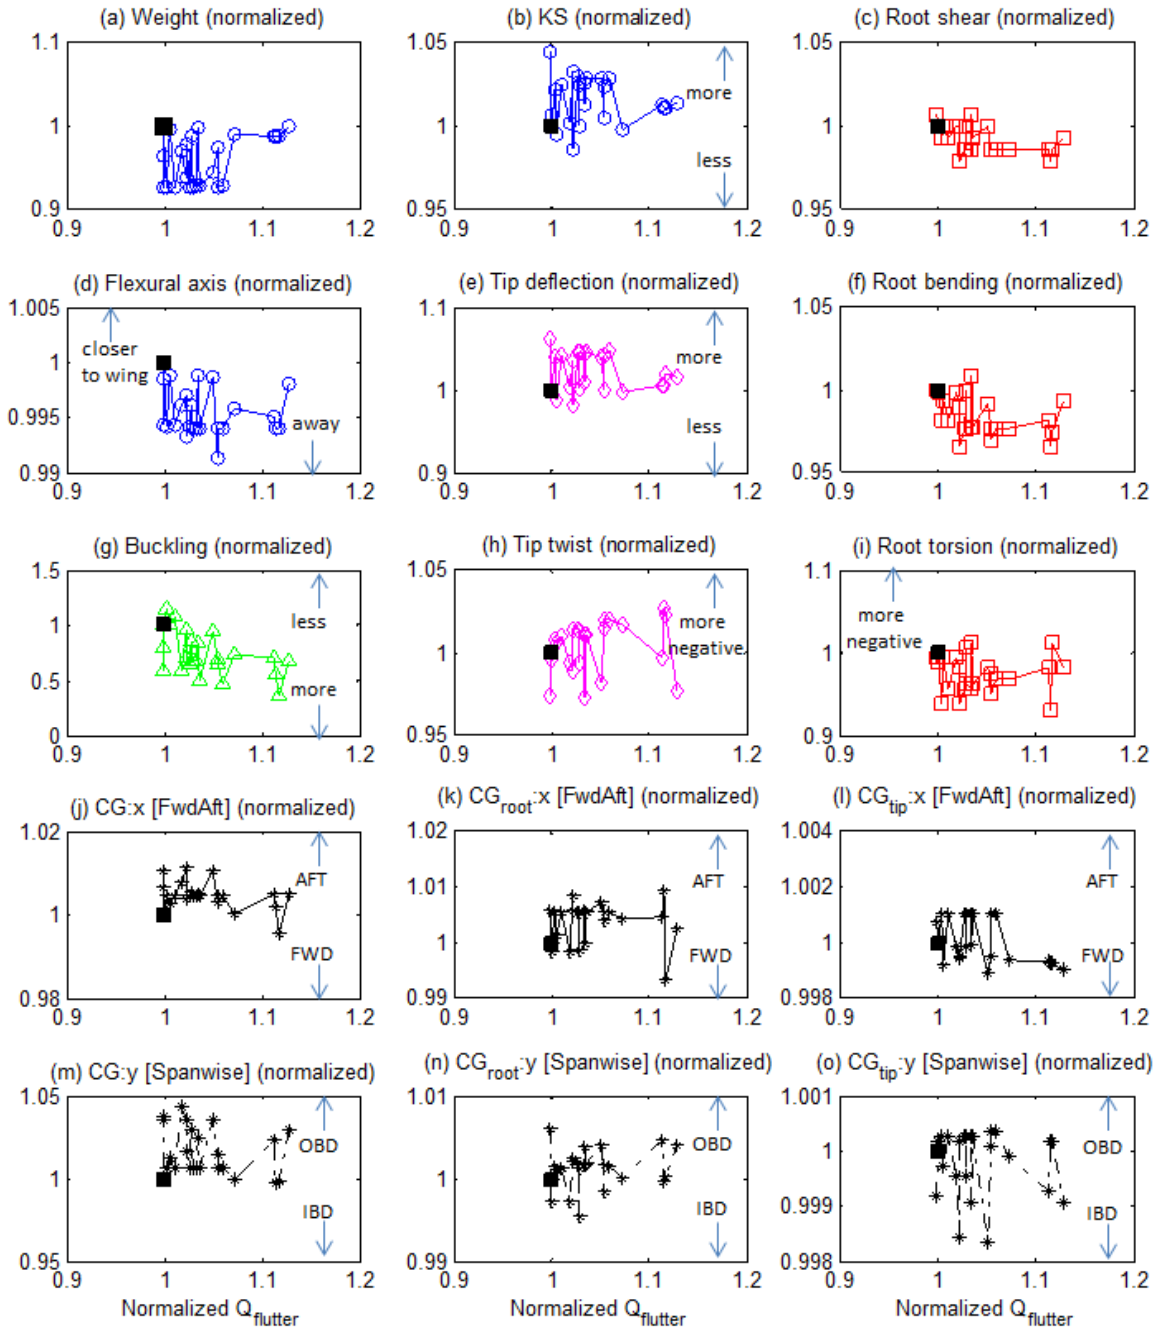 (a) Weight (normalized)
(b) KS (normalized)
(c) Root shear (normalized)
1.1
1
0.9
0.9
1
1.1
1.2
1.05
1
0.95
more
less
0.9
1
1.1
1.2
1.05
1
0.95
0.9
1
1.1
1.2
(d) Flexural axis (normalized)
(e) Tip deflection (normalized)
(f) Root bending (normalized)
1.005
1
0.995
0.99
closer
to wing
away
0.9
1
1.1
1.2
1.1
1
0.9
more
less
0.9
1
1.1
1.2
1.05
1
0.95
0.9
1
1.1
1.2
(g) Buckling (normalized)
(h) Tip twist (normalized)
(i) Root torsion (normalized)
1.5
1
0.5
0
less
more
0.9
1
1.1
1.2
1.05
1
0.95
more
negative
0.9
1
1.1
1.2
1.1
1
0.9
more
negative
0.9
1
1.1
1.2
(j) CG:x [FwdAft] (normalized)
(k) CGroot:x [FwdAft] (normalized)
(l) CGtip:x [FwdAft] (normalized)
1.02
1
0.98
AFT
FWD
0.9
1
1.1
1.2
1.02
1.01
1
0.99
AFT
FWD
0.9
1
1.1
1.2
1.004
1.002
1
0.998
AFT
FWD
0.9
1
1.1
1.2
(m) CG:y [Spanwise] (normalized)
(n) CGroot:y [Spanwise] (normalized)
(o) CGtip:y [Spanwise] (normalized)
1.05
1
0.95
OBD
IBD
0.9
1
1.1
1.2
Normalized Qflutter
1.01
1
0.99
OBD
IBD
0.9
1
1.1
1.2
Normalized Qflutter
1.001
1
0.999
0.998
OBD
IBD
0.9
1
1.1
1.2
Normalized Qflutter